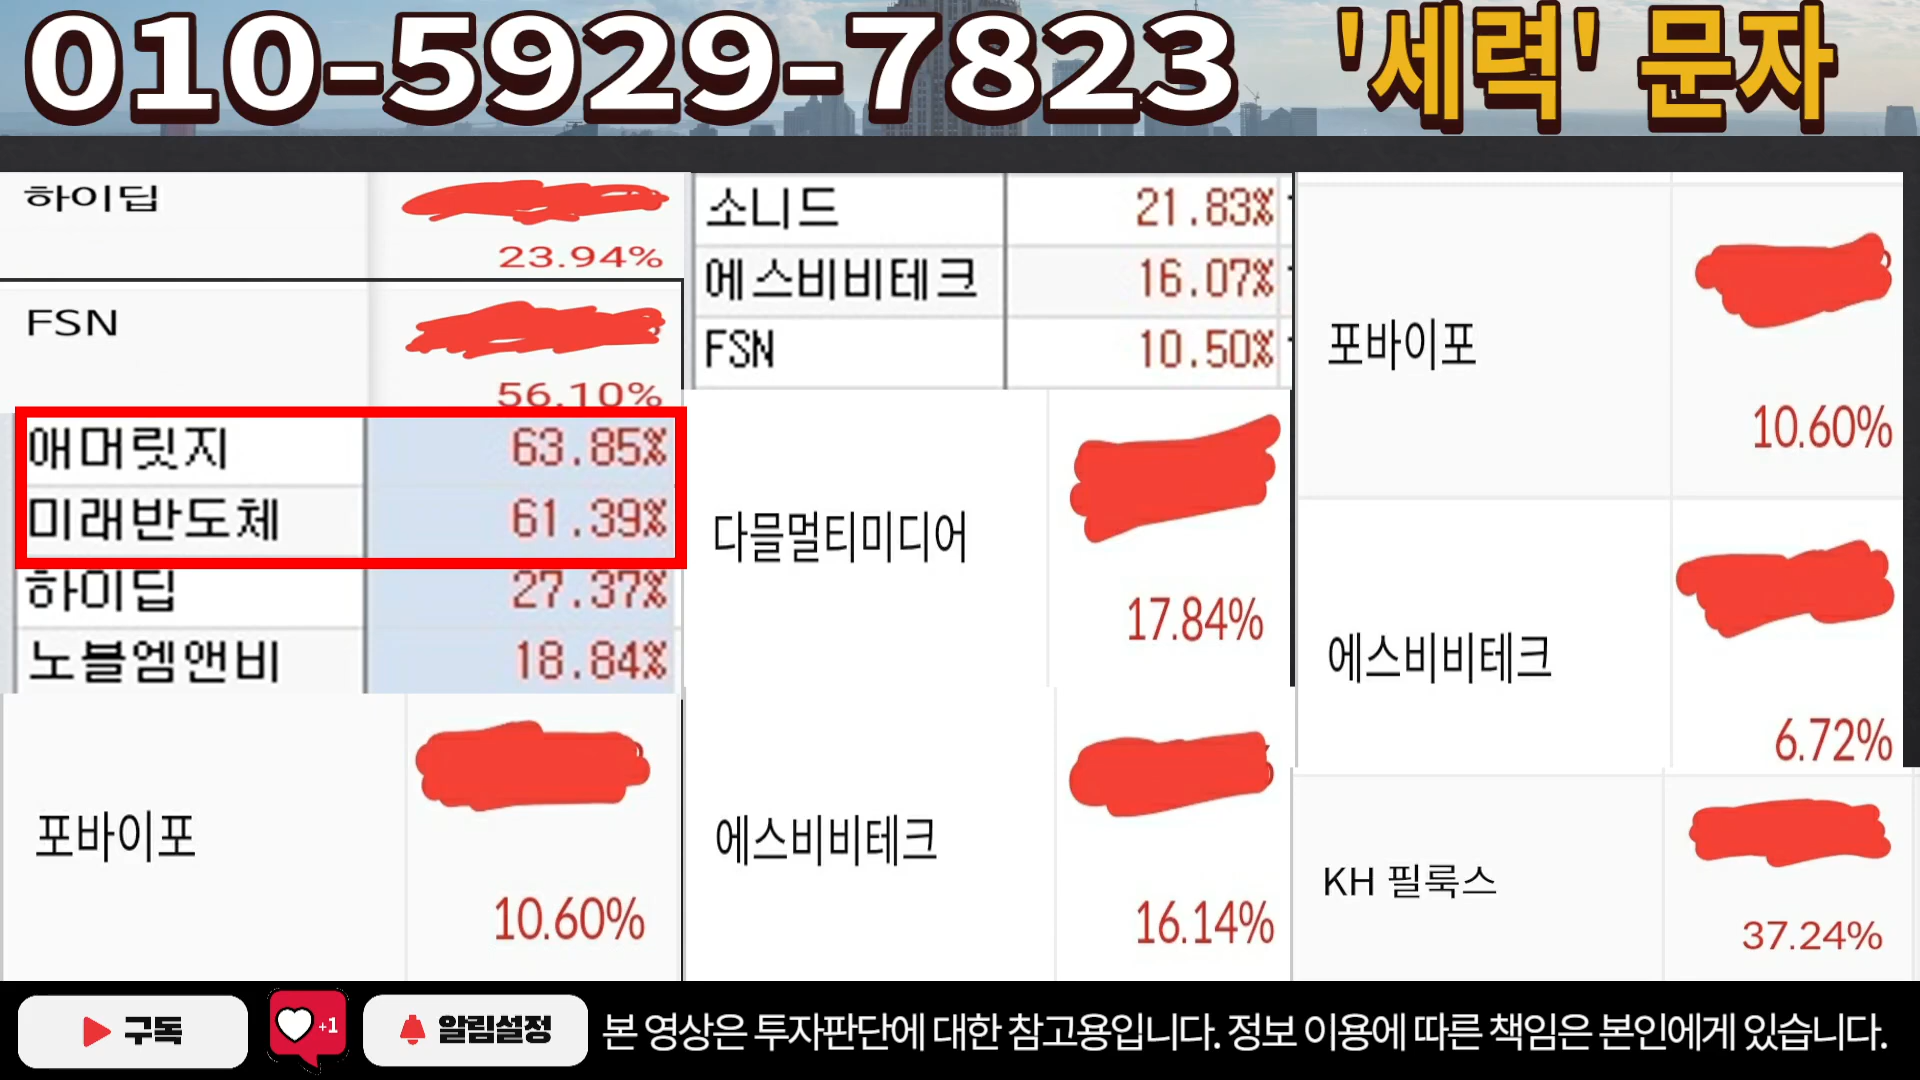 010-5929-7823 '세력' 문자
하이딥
23.94%
FSN
56.10%
애머릿지 63.85%
미래반도체 61.39%
하이딥 27.37%
노블엠앤비 18.84%
포바이포
10.60%
소니드 21.83%
에스비비테크 16.07%
FSN 10.50%
다믈멀티미디어
17.84%
에스비비테크
16.14%
포바이포
10.60%
에스비비테크
6.72%
KH 필룩스
37.24%
구독 +1 알림설정 본 영상은 투자판단에 대한 참고용입니다. 정보 이용에 따른 책임은 본인에게 있습니다.